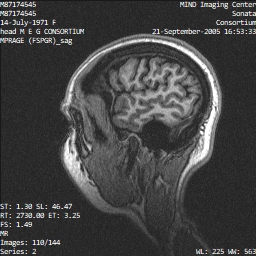 M87174545
M87174545
14-July-1971 F
head M E G CONSORTIUM
MPRAGE (FSPGR)_sag
MIND Imaging Center
Sonata
Consortium
21-September-2005 16:53:33
ST: 1.30 SL: 46.47
RT: 2730.00 ET: 3.25
FS: 1.49
MR
Images: 110/144
Series: 2
WL: 225 WW: 563